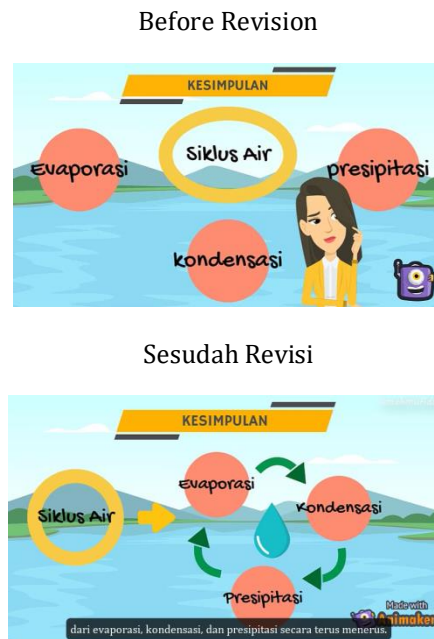 Before Revision
KESIMPULAN
Siklus Air
Evaporasi
presipitasi
kondensasi
Sesudah Revisi
KESIMPULAN
Evaporasi
Siklus Air
Kondensasi
Presipitasi
Made with
Animaker
dari evaporasi, kondensasi, dan presipitasi secara terus menerus.